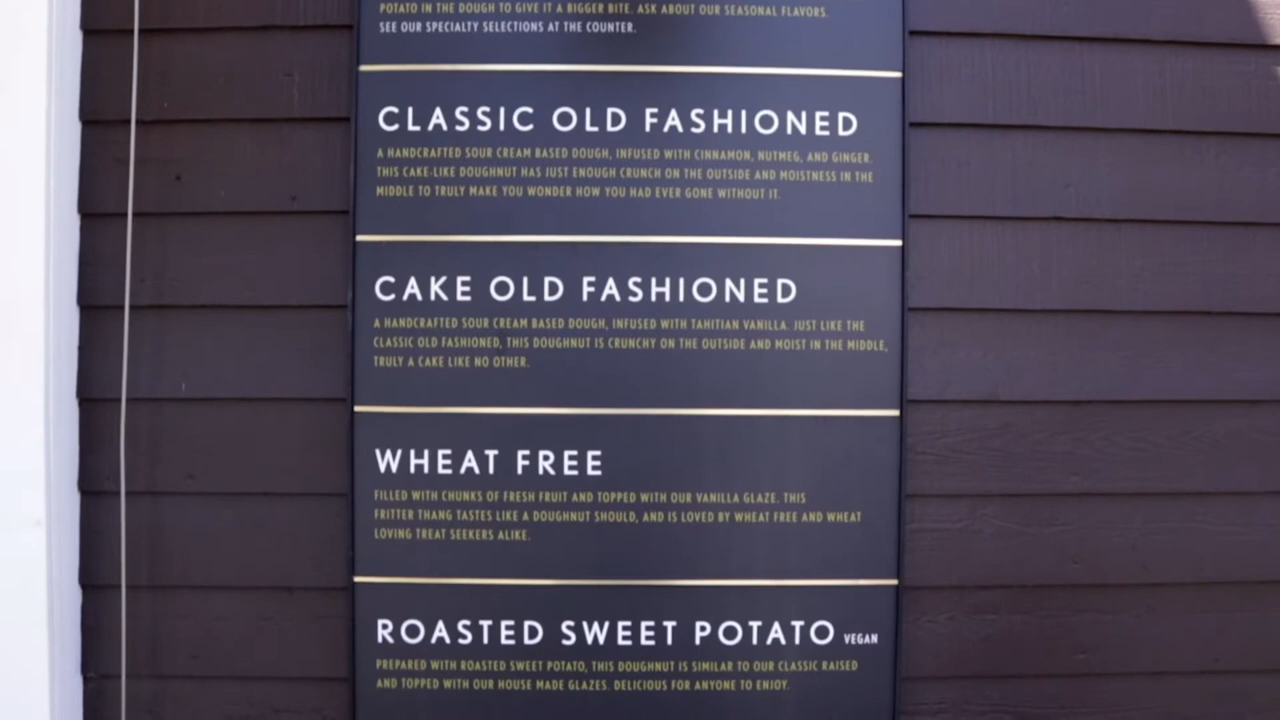 POTATO IN THE DOUGH TO GIVE IT A BIGGER BITE. ASK ABOUT OUR SEASONAL FLAVORS.
SEE OUR SPECIALTY SELECTIONS AT THE COUNTER.
CLASSIC OLD FASHIONED
A HANDCRAFTED SOUR CREAM BASED DOUGH, INFUSED WITH CINNAMON, NUTMEG, AND GINGER.
THIS CAKE-LIKE DOUGHNUT HAS JUST ENOUGH CRUNCH ON THE OUTSIDE AND MOISTNESS IN THE
MIDDLE TO TRULY MAKE YOU WONDER HOW YOU HAD EVER GONE WITHOUT IT.
CAKE OLD FASHIONED
A HANDCRAFTED SOUR CREAM BASED DOUGH, INFUSED WITH TAHITIAN VANILLA. JUST LIKE THE
CLASSIC OLD FASHIONED, THIS DOUGHNUT IS CRUNCHY ON THE OUTSIDE AND MOIST IN THE MIDDLE,
TRULY A CAKE LIKE NO OTHER.
WHEAT FREE
FILLED WITH CHUNKS OF FRESH FRUIT AND TOPPED WITH OUR VANILLA GLAZE. THIS
FRITTER THANG TASTES LIKE A DOUGHNUT SHOULD, AND IS LOVED BY WHEAT FREE AND WHEAT
LOVING TREAT SEEKERS ALIKE.
ROASTED SWEET POTATO VEGAN
PREPARED WITH ROASTED SWEET POTATO, THIS DOUGHNUT IS SIMILAR TO OUR CLASSIC RAISED
AND TOPPED WITH OUR HOUSE MADE GLAZES. DELICIOUS FOR ANYONE TO ENJOY.